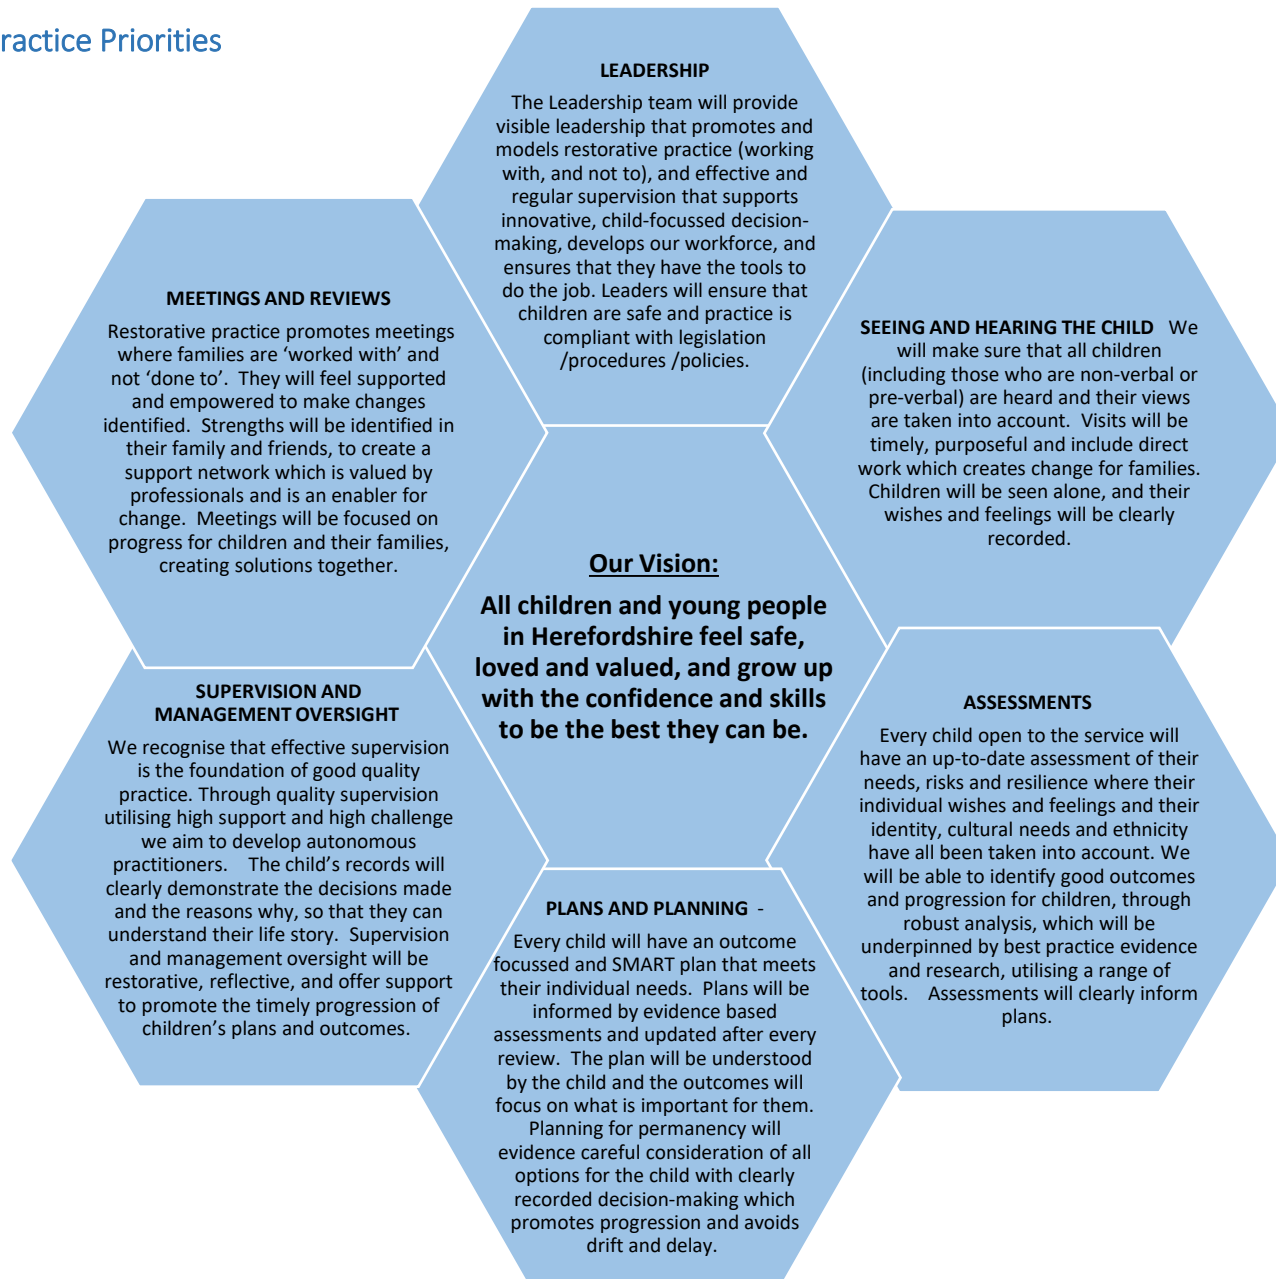 ractice Priorities
LEADERSHIP
The Leadership team will provide
visible leadership that promotes and
models restorative practice (working
with, and not to), and effective and
regular supervision that supports
innovative, child-focussed decision-
making, develops our workforce, and
ensures that they have the tools to
do the job. Leaders will ensure that
children are safe and practice is
compliant with legislation
/procedures /policies.
MEETINGS AND REVIEWS
Restorative practice promotes meetings
where families are ‘worked with’ and
not ‘done to’.  They will feel supported
and empowered to make changes
identified.  Strengths will be identified in
their family and friends, to create a
support network which is valued by
professionals and is an enabler for
change.  Meetings will be focused on
progress for children and their families,
creating solutions together.
SEEING AND HEARING THE CHILD   We
will make sure that all children
(including those who are non-verbal or
pre-verbal) are heard and their views
are taken into account.  Visits will be
timely, purposeful and include direct
work which creates change for families.
Children will be seen alone, and their
wishes and feelings will be clearly
recorded.
Our Vision:
All children and young people
in Herefordshire feel safe,
loved and valued, and grow up
with the confidence and skills
to be the best they can be.
SUPERVISION AND
MANAGEMENT OVERSIGHT
We recognise that effective supervision
is the foundation of good quality
practice. Through quality supervision
utilising high support and high challenge
we aim to develop autonomous
practitioners.    The child’s records will
clearly demonstrate the decisions made
and the reasons why, so that they can
understand their life story.  Supervision
and management oversight will be
restorative, reflective, and offer support
to promote the timely progression of
children’s plans and outcomes.
ASSESSMENTS
Every child open to the service will
have an up-to-date assessment of their
needs, risks and resilience where their
individual wishes and feelings and their
identity, cultural needs and ethnicity
have all been taken into account. We
will be able to identify good outcomes
and progression for children, through
robust analysis, which will be
underpinned by best practice evidence
and research, utilising a range of
tools.    Assessments will clearly inform
plans.
PLANS AND PLANNING  -
Every child will have an outcome
focussed and SMART plan that meets
their individual needs.  Plans will be
informed by evidence based
assessments and updated after every
review.  The plan will be understood
by the child and the outcomes will
focus on what is important for them.
Planning for permanency will
evidence careful consideration of all
options for the child with clearly
recorded decision-making which
promotes progression and avoids
drift and delay.